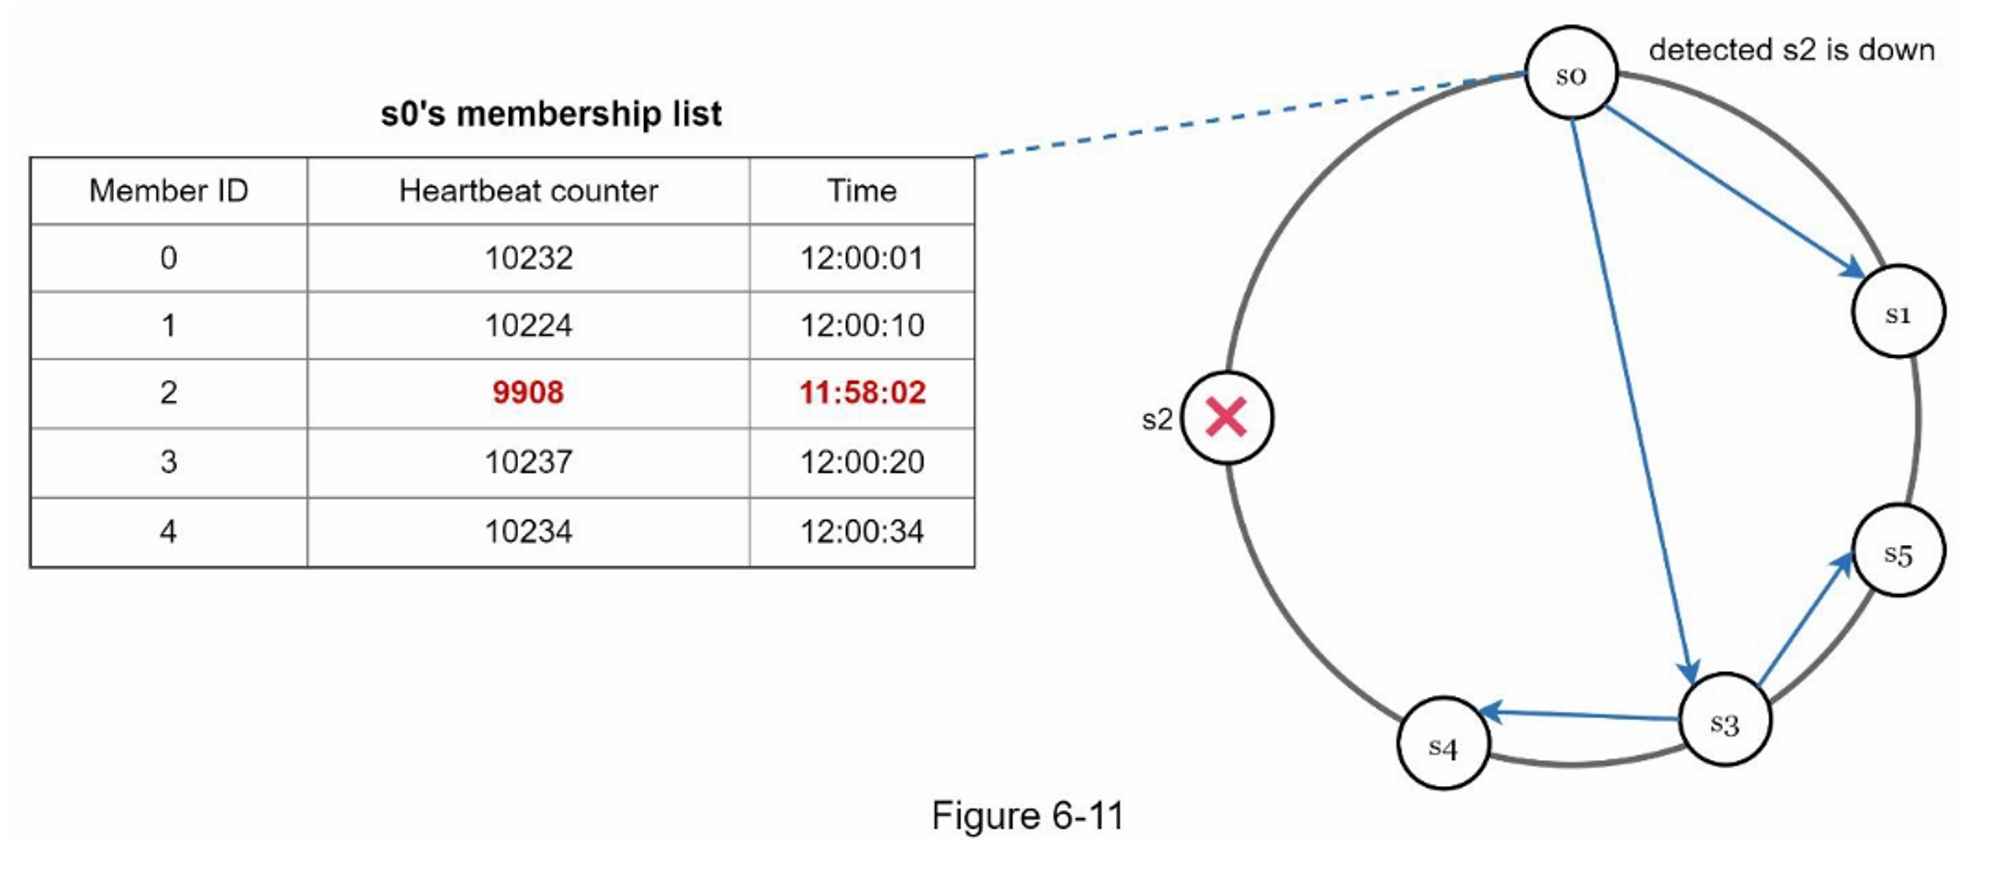 s0's membership list
Member ID Heartbeat counter Time
0 10232 12:00:01
1 10224 12:00:10
2 9908 11:58:02
3 10237 12:00:20
4 10234 12:00:34
s0
detected s2 is down
s1
s2
s5
s3
s4
Figure 6-11